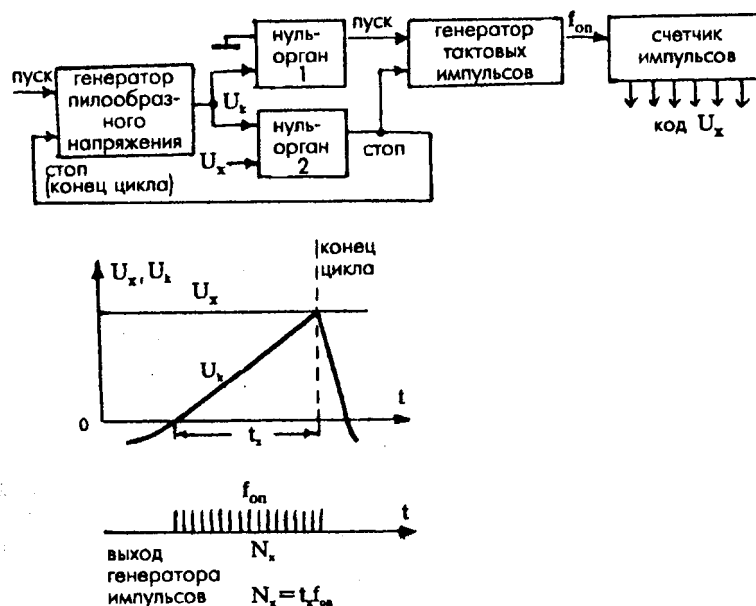 пуск
генератор
пилообраз-
ного
напряжения
U_k
нуль-
орган
1
пуск
генератор
тактовых
импульсов
f_оп
счетчик
импульсов
код U_x
нуль-
орган
2
U_x
стоп
стоп
(конец цикла)
конец
цикла
U_x, U_k
U_x
U_k
t
0
t_x
f_оп
t
N_x
выход
генератора
импульсов
N_x = t_x f_оп